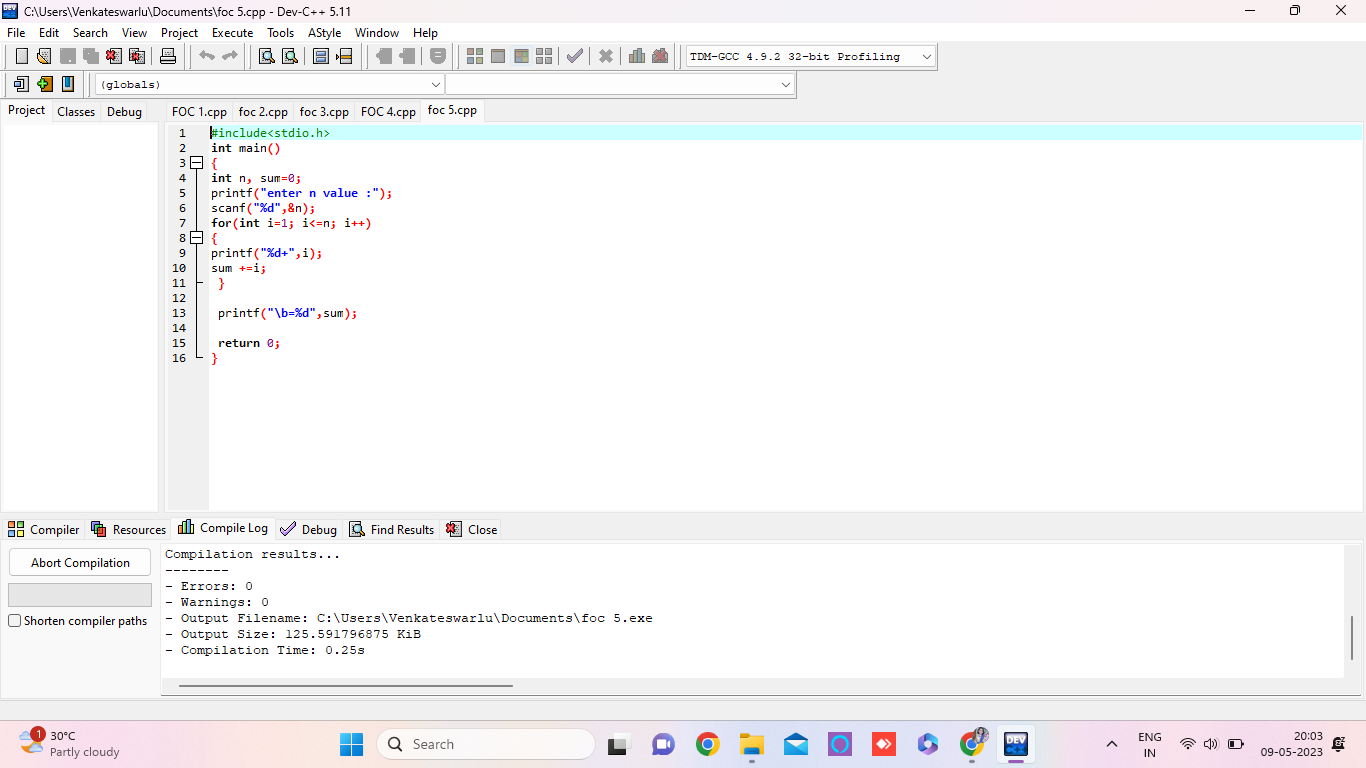 C:\Users\Venkateswarlu\Documents\foc 5.cpp - Dev-C++ 5.11
File Edit Search View Project Execute Tools AStyle Window Help
TDM-GCC 4.9.2 32-bit Profiling
(globals)
Project Classes Debug
FOC 1.cpp foc 2.cpp foc 3.cpp FOC 4.cpp foc 5.cpp
1 #include<stdio.h>
2 int main()
3 {
4 int n, sum=0;
5 printf("enter n value :");
6 scanf("%d",&n);
7 for(int i=1; i<=n; i++)
8 {
9 printf("%d+",i);
10 sum +=i;
11 }
12
13 printf("\b=%d",sum);
14
15 return 0;
16 }
Compiler Resources Compile Log Debug Find Results Close
Abort Compilation
Shorten compiler paths
Compilation results...
--------
- Errors: 0
- Warnings: 0
- Output Filename: C:\Users\Venkateswarlu\Documents\foc 5.exe
- Output Size: 125.591796875 KiB
- Compilation Time: 0.25s
1
30°C
Partly cloudy
Search
DEV
ENG
IN
20:03
09-05-2023